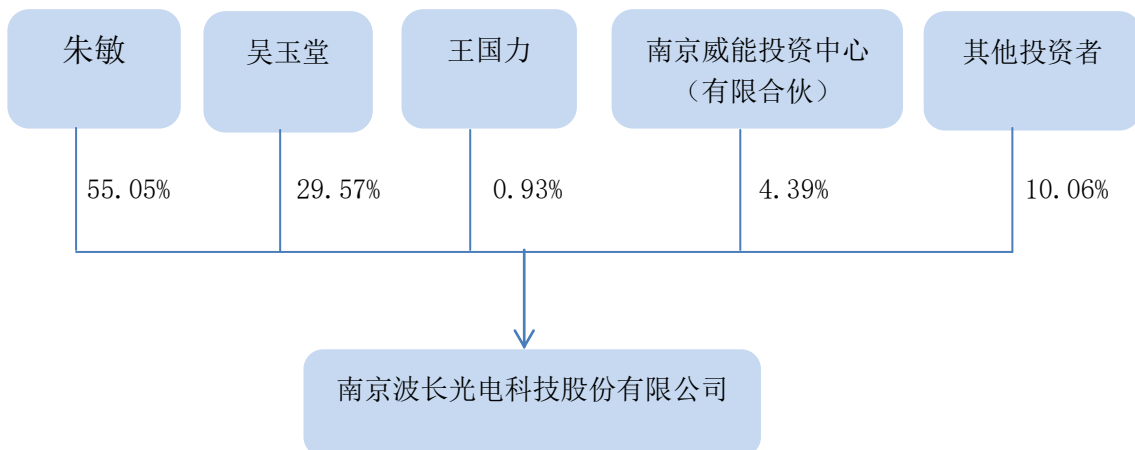 朱敏
吴玉堂
王国力
南京威能投资中心
（有限合伙）
其他投资者
55.05%
29.57%
0.93%
4.39%
10.06%
南京波长光电科技股份有限公司